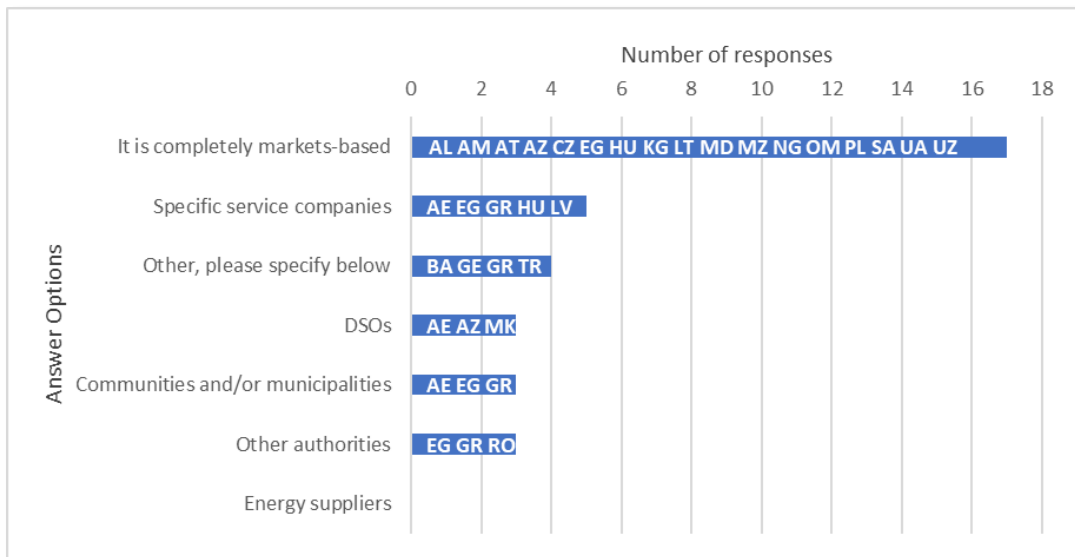 Number of responses
0 2 4 6 8 10 12 14 16 18
Answer Options
It is completely markets-based
AL AM AT AZ CZ EG HU KG LT MD MZ NG OM PL SA UA UZ
Specific service companies
AE EG GR HU LV
Other, please specify below
BA GE GR TR
DSOs
AE AZ MK
Communities and/or municipalities
AE EG GR
Other authorities
EG GR RO
Energy suppliers